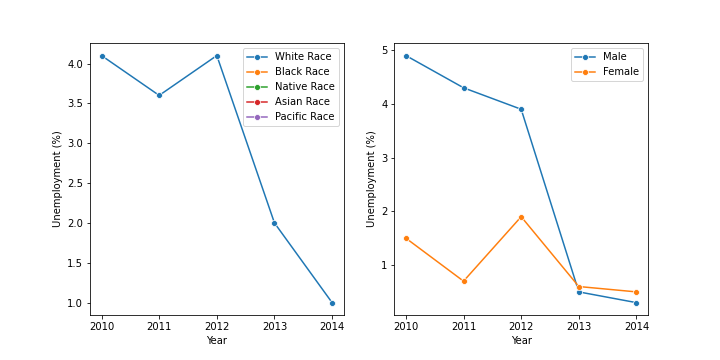 4.0
3.5
3.0
2.5
2.0
1.5
1.0
Unemployment (%)
2010 2011 2012 2013 2014
Year
White Race
Black Race
Native Race
Asian Race
Pacific Race
5
4
3
2
1
Unemployment (%)
2010 2011 2012 2013 2014
Year
Male
Female